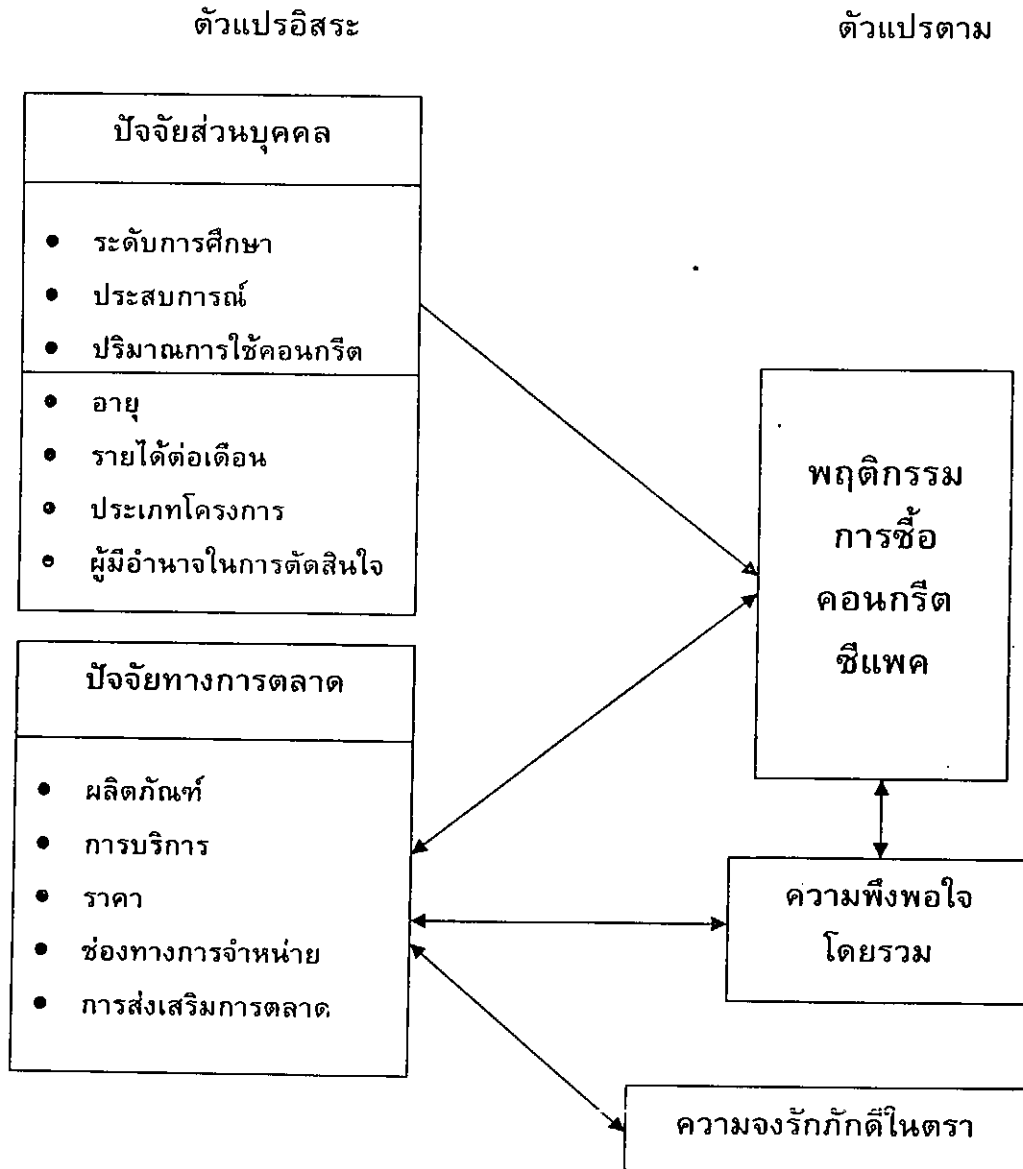 ตัวแปรอิสระ
ตัวแปรตาม
ปัจจัยส่วนบุคคล
• ระดับการศึกษา
• ประสบการณ์
• ปริมาณการใช้คอนกรีต
• อายุ
• รายได้ต่อเดือน
• ประเภทโครงการ
• ผู้มีอำนาจในการตัดสินใจ
ปัจจัยทางการตลาด
• ผลิตภัณฑ์
• การบริการ
• ราคา
• ช่องทางการจำหน่าย
• การส่งเสริมการตลาด
พฤติกรรม
การซื้อ
คอนกรีต
ซีแพค
ความพึงพอใจ
โดยรวม
ความจงรักภักดีในตรา